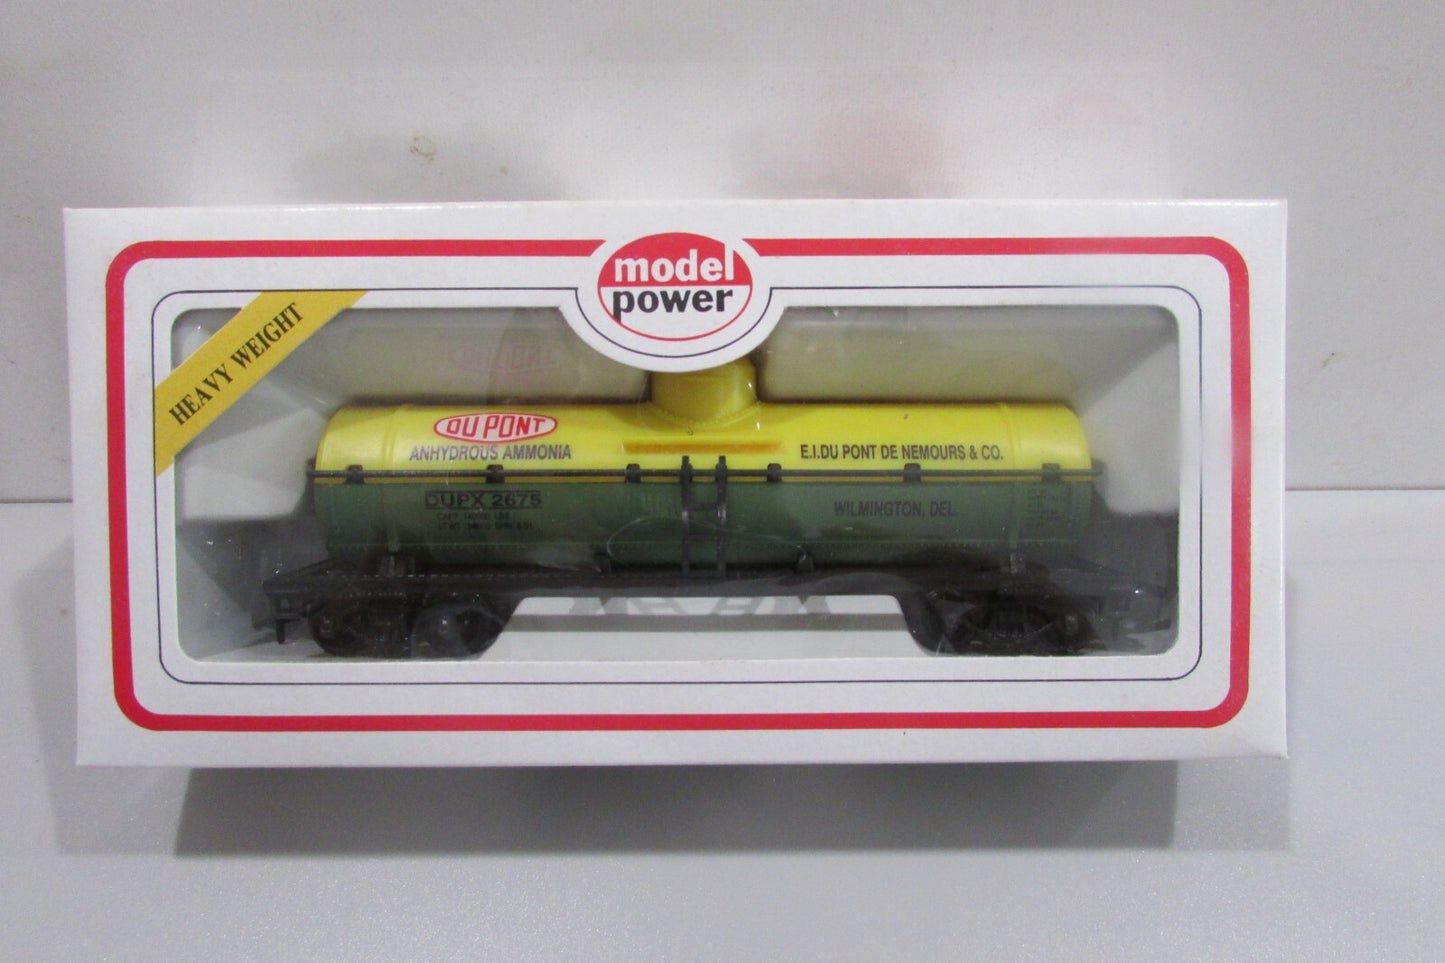 model
power
HEAVY WEIGHT
DU PONT
ANHYDROUS AMMONIA
E.I.DU PONT DE NEMOURS & CO.
DUPX 2675
WILMINGTON, DEL.